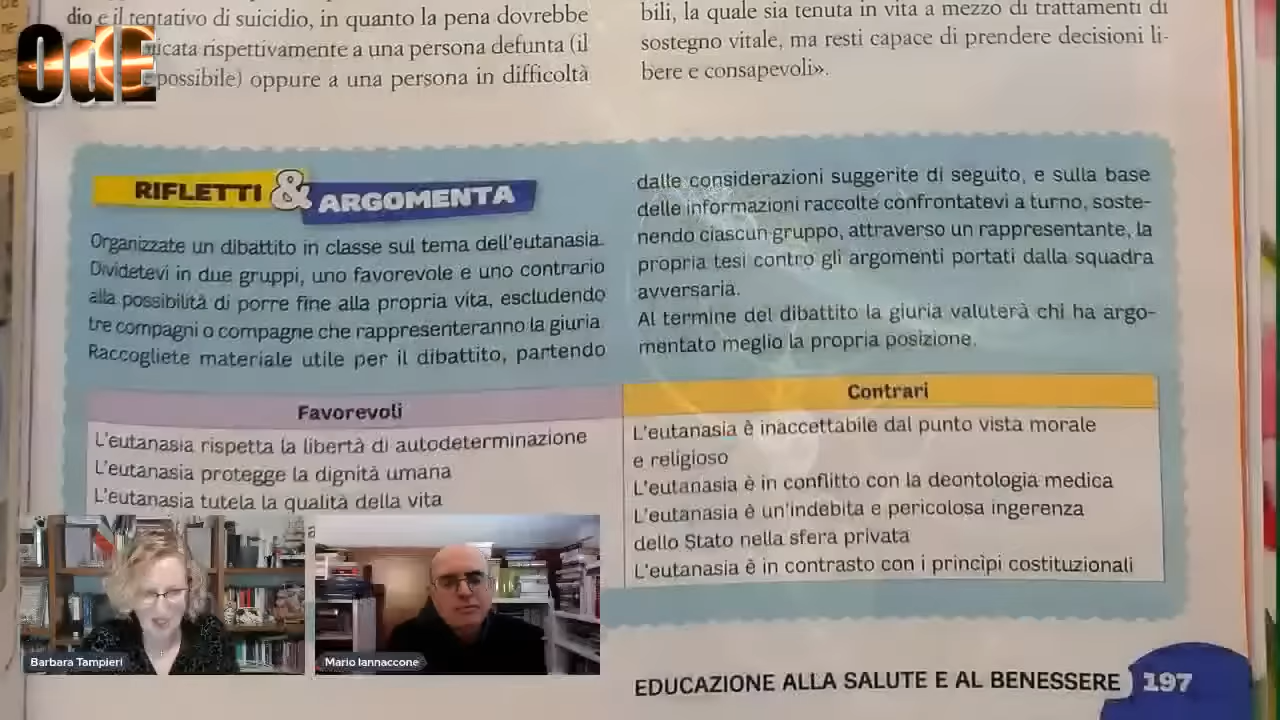 OdE
dio e il tentativo di suicidio, in quanto la pena dovrebbe
icata rispettivamente a una persona defunta (il
possibile) oppure a una persona in difficoltà
bili, la quale sia tenuta in vita a mezzo di trattamenti di
sostegno vitale, ma resti capace di prendere decisioni li-
bere e consapevoli».
RIFLETTI & ARGOMENTA
Organizzate un dibattito in classe sul tema dell'eutanasia.
Dividetevi in due gruppi, uno favorevole e uno contrario
alla possibilità di porre fine alla propria vita, escludendo
tre compagni o compagne che rappresenteranno la giuria.
Raccogliete materiale utile per il dibattito, partendo
dalle considerazioni suggerite di seguito, e sulla base
delle informazioni raccolte confrontatevi a turno, soste-
nendo ciascun gruppo, attraverso un rappresentante, la
propria tesi contro gli argomenti portati dalla squadra
avversaria.
Al termine del dibattito la giuria valuterà chi ha argo-
mentato meglio la propria posizione.
Favorevoli
L'eutanasia rispetta la libertà di autodeterminazione
L'eutanasia protegge la dignità umana
L'eutanasia tutela la qualità della vita
Contrari
L'eutanasia è inaccettabile dal punto vista morale
e religioso
L'eutanasia è in conflitto con la deontologia medica
L'eutanasia è un'indebita e pericolosa ingerenza
dello Stato nella sfera privata
L'eutanasia è in contrasto con i princìpi costituzionali
Barbara Tampieri
Mario Iannaccone
EDUCAZIONE ALLA SALUTE E AL BENESSERE 197